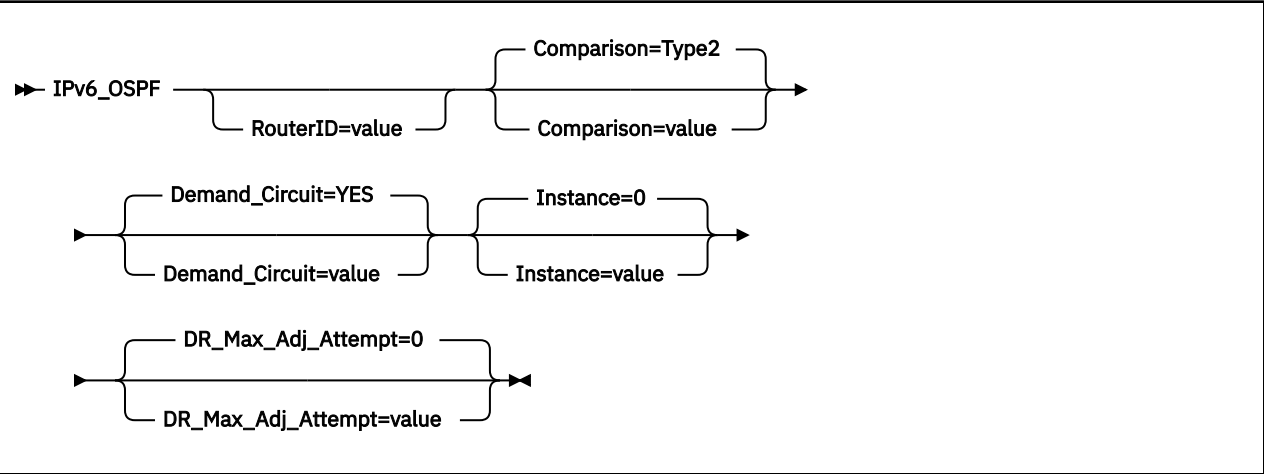 Comparison=Type2
IPv6_OSPF
RouterID=value
Comparison=value
Demand_Circuit=YES
Instance=0
Demand_Circuit=value
Instance=value
DR_Max_Adj_Attempt=0
DR_Max_Adj_Attempt=value